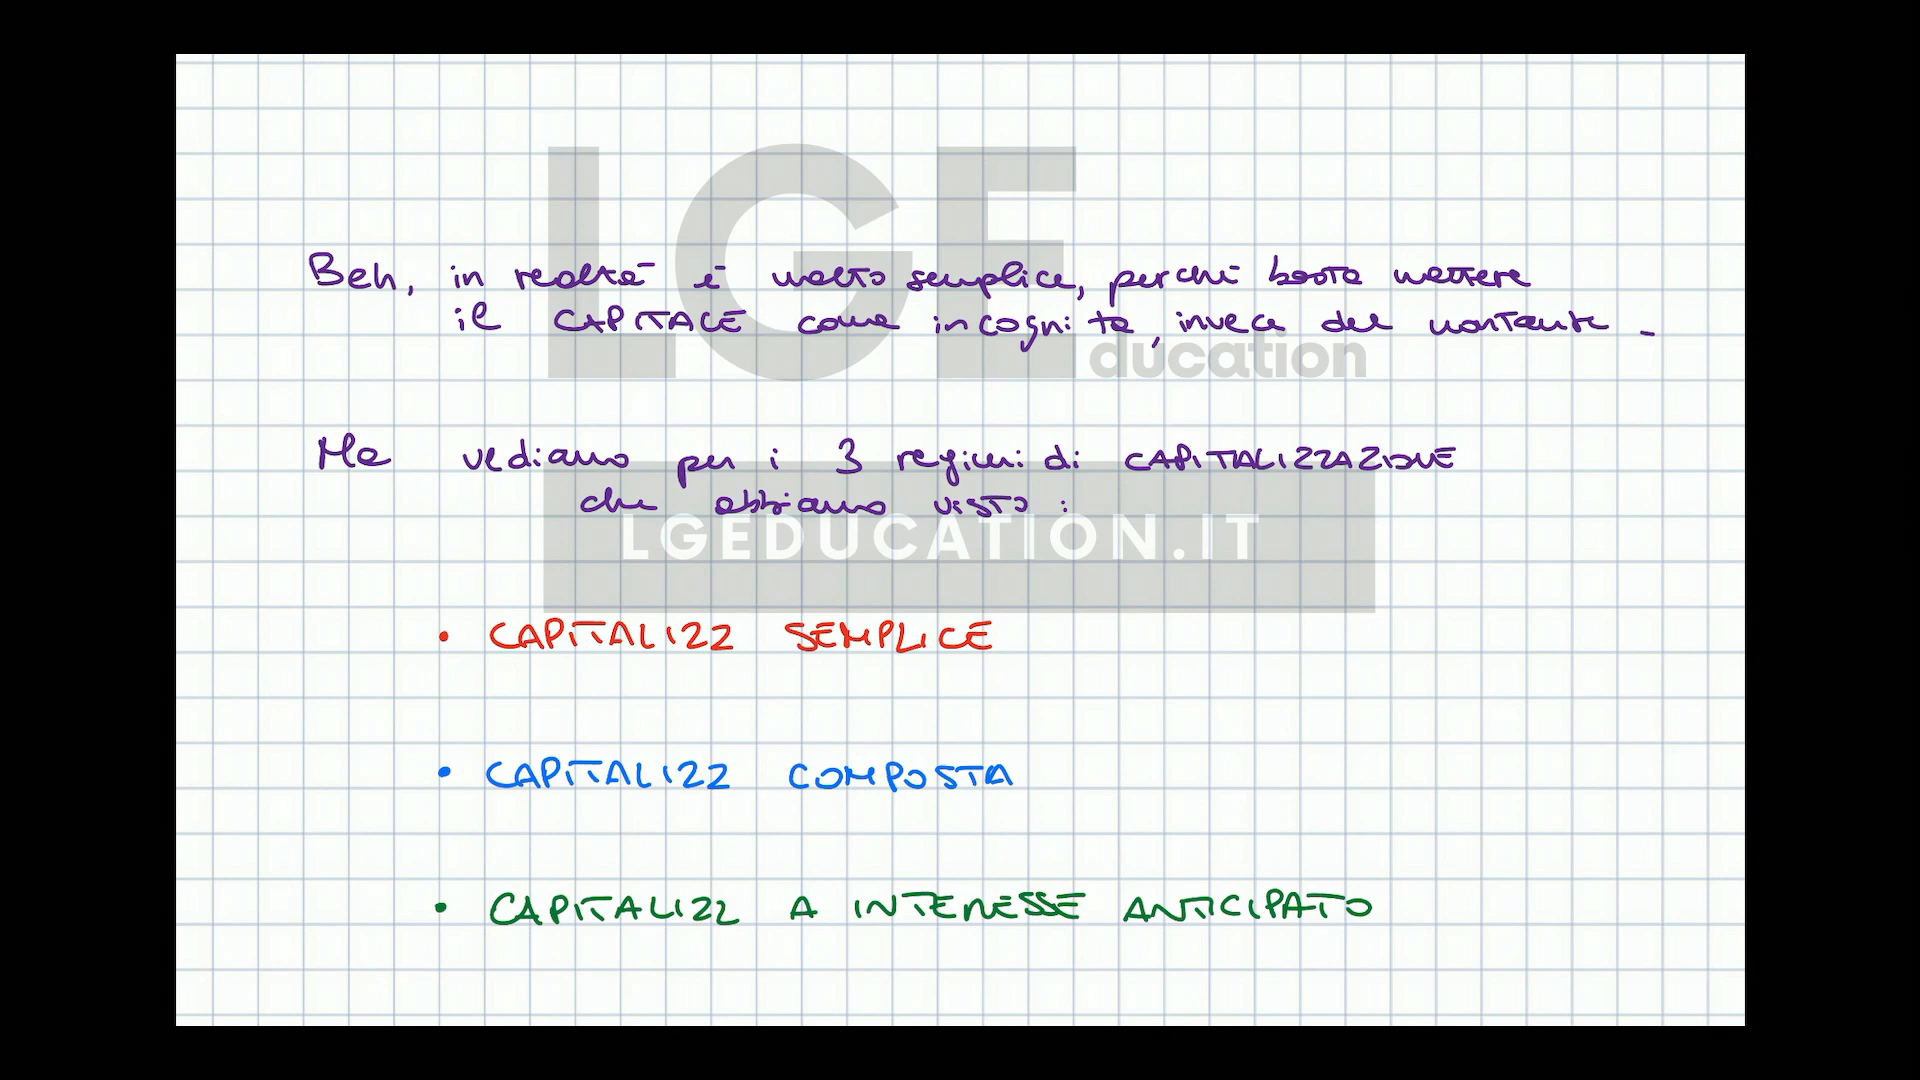 LGE
ducation
Beh, in realtà è molto semplice, perché basta mettere
il CAPITALE come incognita, invece del montante.
Ma vediamo per i 3 regimi di CAPITALIZZAZIONE
che abbiamo visto:
LGEDUCATION.IT
• CAPITALIZZ SEMPLICE
• CAPITALIZZ COMPOSTA
• CAPITALIZZ A INTERESSE ANTICIPATO